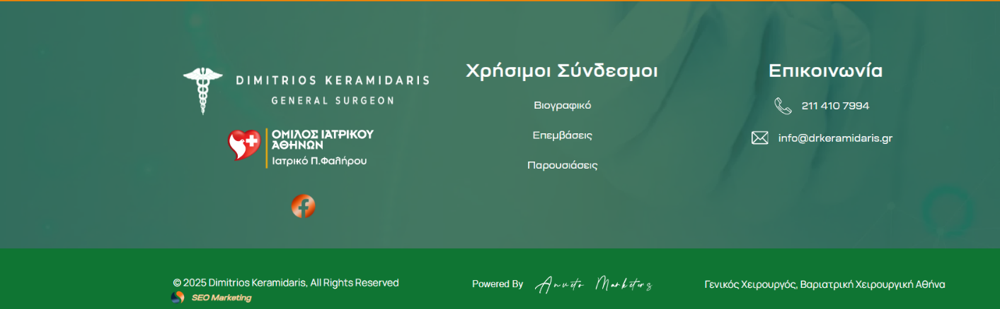 DIMITRIOS KERAMIDARIS
GENERAL SURGEON
ΟΜΙΛΟΣ ΙΑΤΡΙΚΟΥ
ΑΘΗΝΩΝ
Ιατρικό Π.Φαλήρου
Χρήσιμοι Σύνδεσμοι
Βιογραφικό
Επεμβάσεις
Παρουσιάσεις
Επικοινωνία
211 410 7994
info@drkeramidaris.gr
© 2025 Dimitrios Keramidaris, All Rights Reserved
SEO Marketing
Powered By Anveto Marketers
Γενικός Χειρουργός, Βαριατρική Χειρουργική Αθήνα